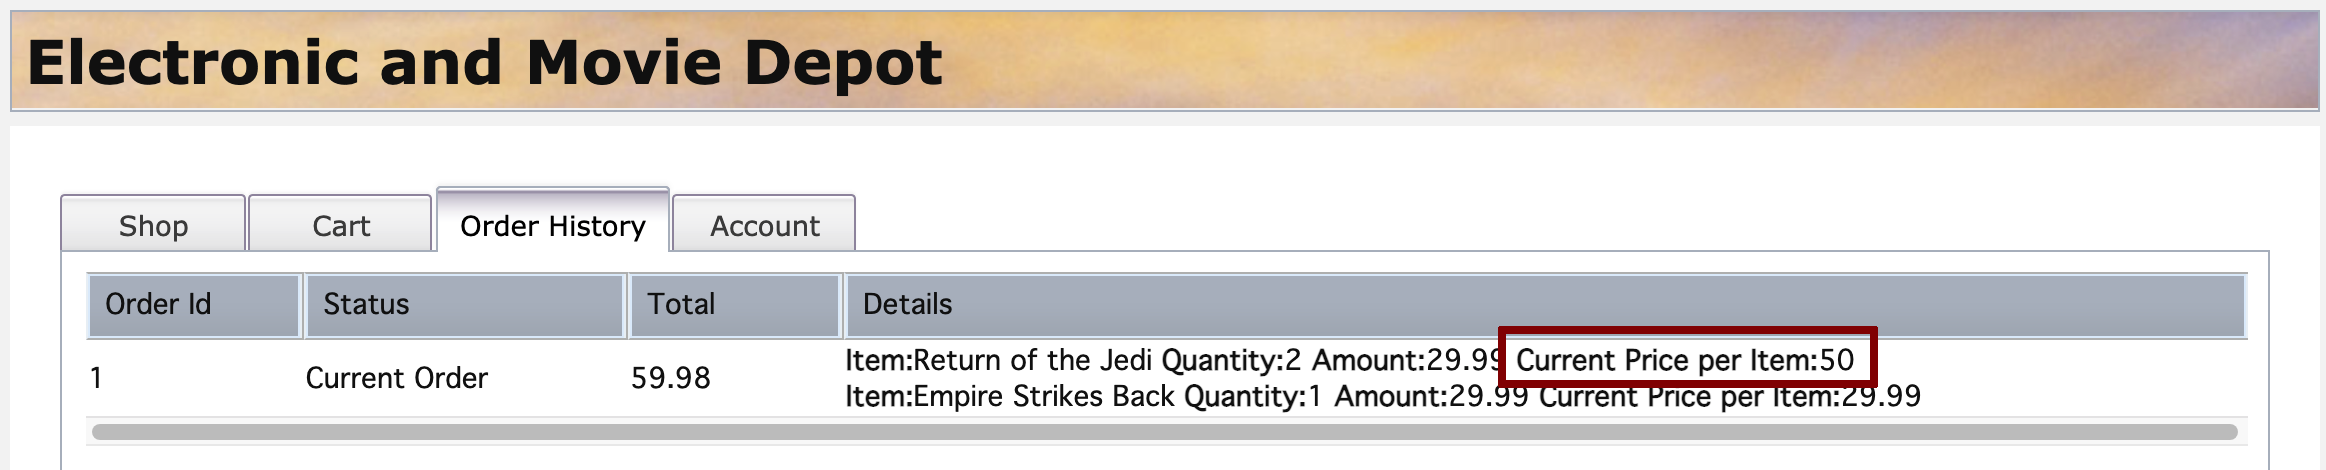 Electronic and Movie Depot
Shop Cart Order History Account
Order Id Status Total Details
1 Current Order 59.98 Item:Return of the Jedi Quantity:2 Amount:29.99 Current Price per Item:50
Item:Empire Strikes Back Quantity:1 Amount:29.99 Current Price per Item:29.99